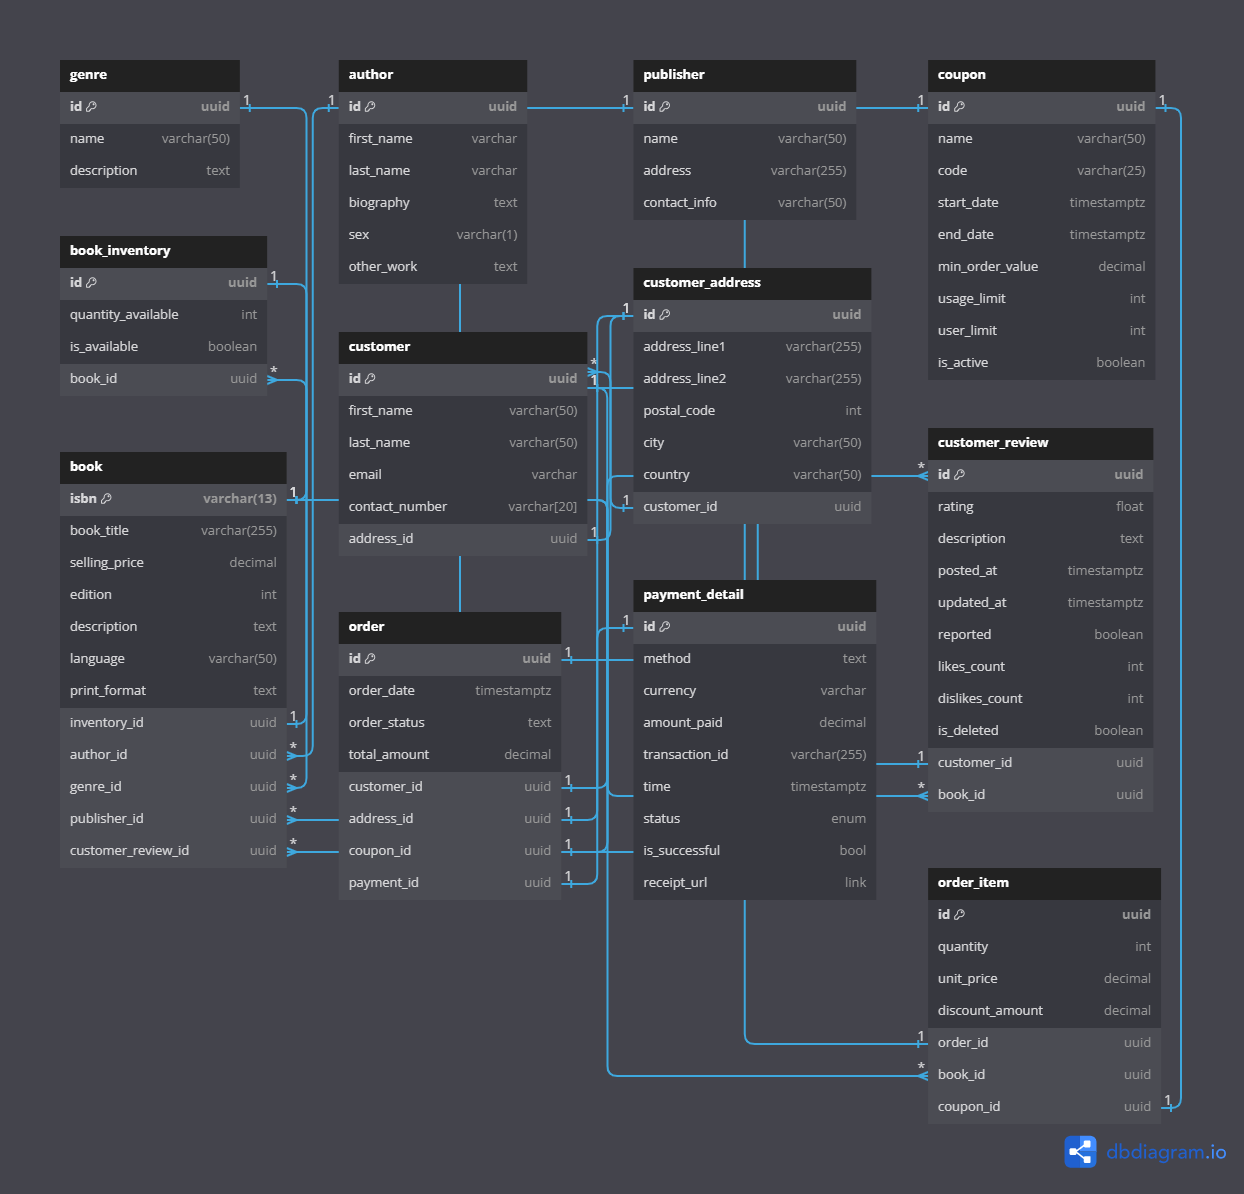 genre
id uuid
name varchar(50)
description text
author
id uuid
first_name varchar
last_name varchar
biography text
sex varchar(1)
other_work text
publisher
id uuid
name varchar(50)
address varchar(255)
contact_info varchar(50)
coupon
id uuid
name varchar(50)
code varchar(25)
start_date timestamptz
end_date timestamptz
min_order_value decimal
usage_limit int
user_limit int
is_active boolean
book_inventory
id uuid
quantity_available int
is_available boolean
book_id uuid
customer
id uuid
first_name varchar(50)
last_name varchar(50)
email varchar
contact_number varchar[20]
address_id uuid
customer_address
id uuid
address_line1 varchar(255)
address_line2 varchar(255)
postal_code int
city varchar(50)
country varchar(50)
customer_id uuid
customer_review
id uuid
rating float
description text
posted_at timestamptz
updated_at timestamptz
reported boolean
likes_count int
dislikes_count int
is_deleted boolean
customer_id uuid
book_id uuid
book
isbn varchar(13)
book_title varchar(255)
selling_price decimal
edition int
description text
language varchar(50)
print_format text
inventory_id uuid
author_id uuid
genre_id uuid
publisher_id uuid
customer_review_id uuid
order
id uuid
order_date timestamptz
order_status text
total_amount decimal
customer_id uuid
address_id uuid
coupon_id uuid
payment_id uuid
payment_detail
id uuid
method text
currency varchar
amount_paid decimal
transaction_id varchar(255)
time timestamptz
status enum
is_successful bool
receipt_url link
order_item
id uuid
quantity int
unit_price decimal
discount_amount decimal
order_id uuid
book_id uuid
coupon_id uuid
1
1
1
1
1
1
*
1
1
*
*
*
*
*
1
1
1
1
1
1
1
1
1
1
1
*
1
*
1
*
1
dbdiagram.io